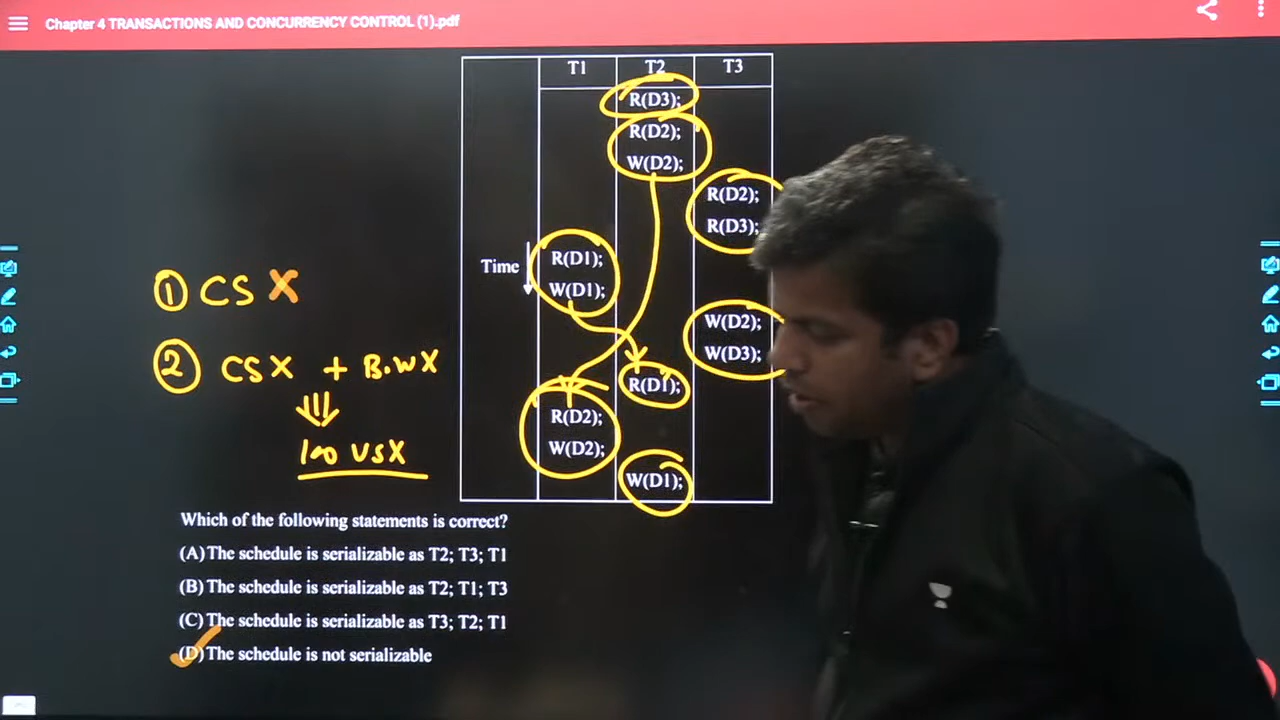 Chapter 4 TRANSACTIONS AND CONCURRENCY CONTROL (1).pdf
T1 T2 T3
R(D3);
R(D2);
W(D2);
R(D2);
R(D3);
R(D1);
Time
W(D1);
W(D2);
W(D3);
R(D1);
R(D2);
W(D2);
W(D1);
① CS X
② CSX + B.WX
100 VSX
Which of the following statements is correct?
(A) The schedule is serializable as T2; T3; T1
(B) The schedule is serializable as T2; T1; T3
(C) The schedule is serializable as T3; T2; T1
(D) The schedule is not serializable